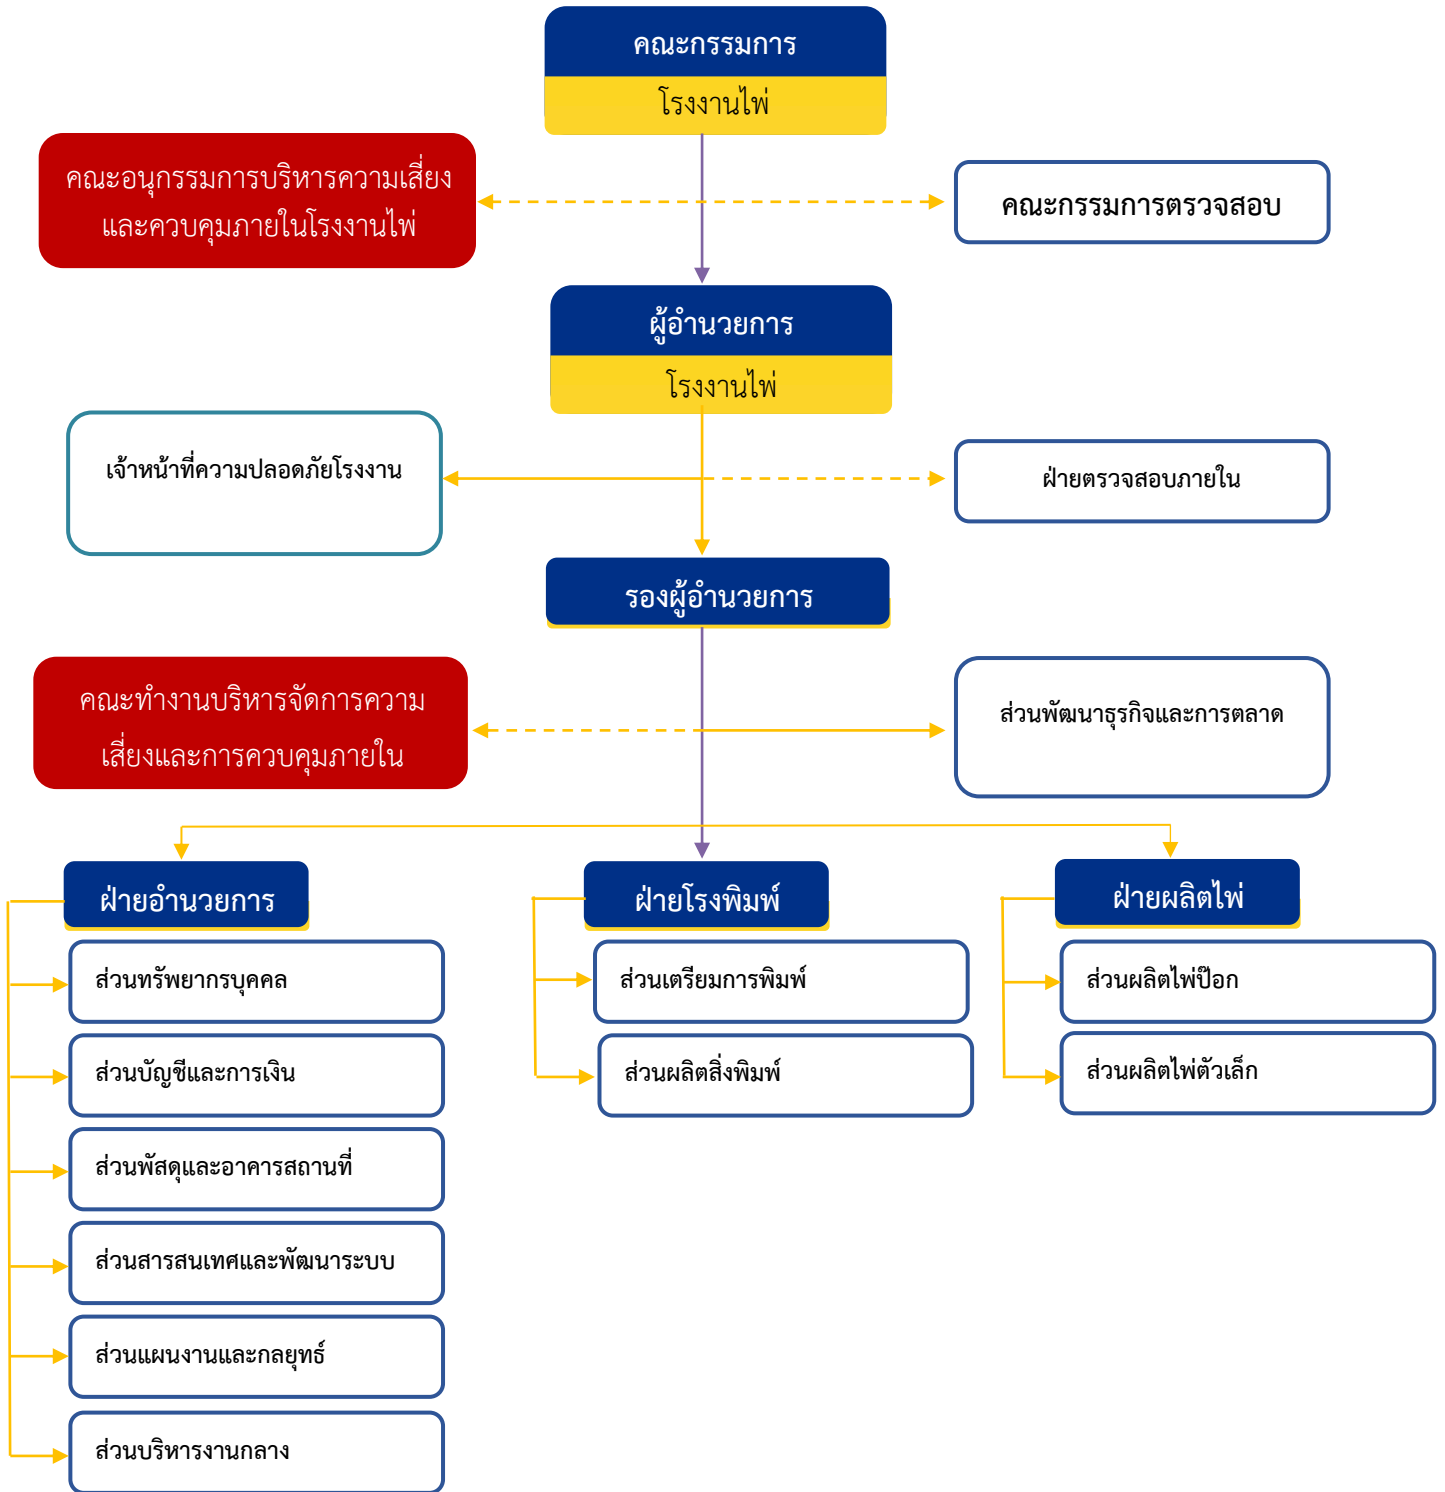 คณะกรรมการ
โรงงานไพ่
คณะอนุกรรมการบริหารความเสี่ยง
และควบคุมภายในโรงงานไพ่
คณะกรรมการตรวจสอบ
ผู้อำนวยการ
โรงงานไพ่
เจ้าหน้าที่ความปลอดภัยโรงงาน
ฝ่ายตรวจสอบภายใน
รองผู้อำนวยการ
คณะทำงานบริหารจัดการความ
เสี่ยงและการควบคุมภายใน
ส่วนพัฒนาธุรกิจและการตลาด
ฝ่ายอำนวยการ
ส่วนทรัพยากรบุคคล
ส่วนบัญชีและการเงิน
ส่วนพัสดุและอาคารสถานที่
ส่วนสารสนเทศและพัฒนาระบบ
ส่วนแผนงานและกลยุทธ์
ส่วนบริหารงานกลาง
ฝ่ายโรงพิมพ์
ส่วนเตรียมการพิมพ์
ส่วนผลิตสิ่งพิมพ์
ฝ่ายผลิตไพ่
ส่วนผลิตไพ่ป๊อก
ส่วนผลิตไพ่ตัวเล็ก